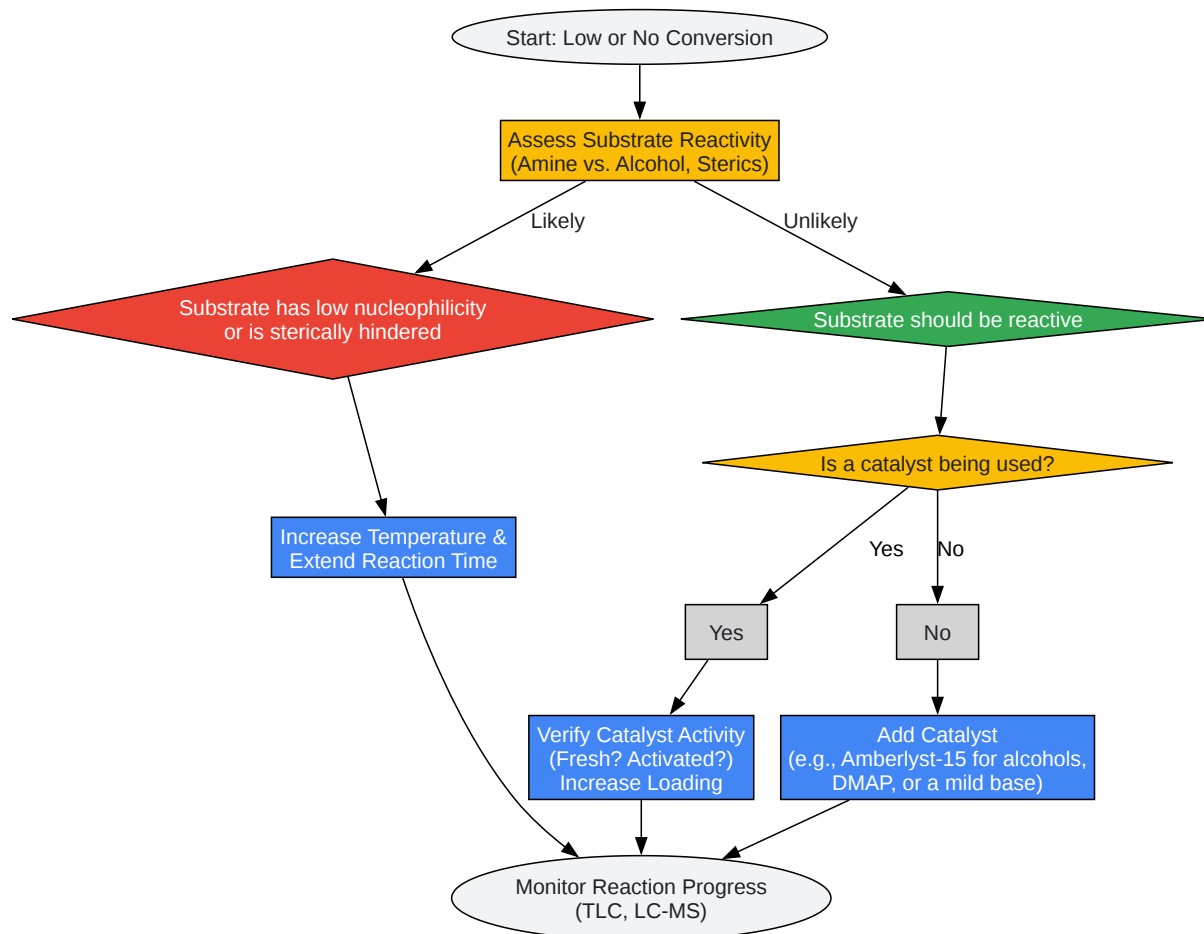 Start: Low or No Conversion
Assess Substrate Reactivity
(Amine vs. Alcohol, Sterics)
Likely
Unlikely
Substrate has low nucleophilicity
or is sterically hindered
Substrate should be reactive
Is a catalyst being used?
Increase Temperature &
Extend Reaction Time
Yes
No
Yes
No
Verify Catalyst Activity
(Fresh? Activated?)
Increase Loading
Add Catalyst
(e.g., Amberlyst-15 for alcohols,
DMAP, or a mild base)
Monitor Reaction Progress
(TLC, LC-MS)